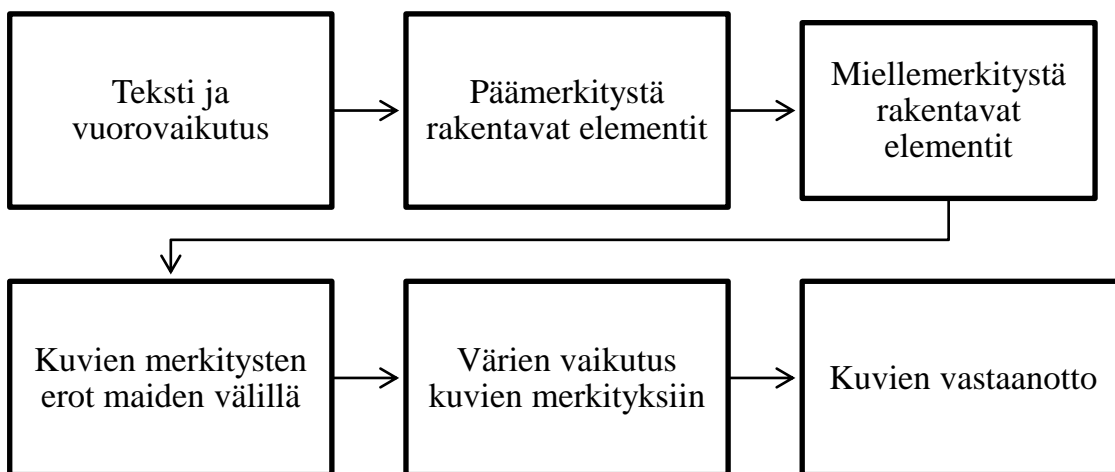 Teksti ja
vuorovaikutus
Päämerkitystä
rakentavat elementit
Miellemerkitystä
rakentavat
elementit
Kuvien merkitysten
erot maiden välillä
Värien vaikutus
kuvien merkityksiin
Kuvien vastaanotto